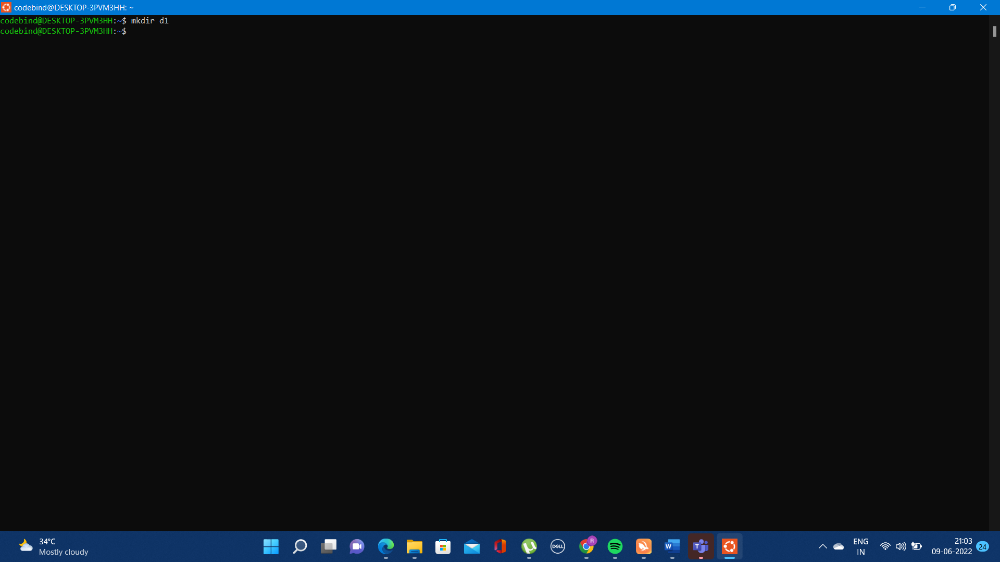 codebind@DESKTOP-3PVM3HH: ~
codebind@DESKTOP-3PVM3HH:~$ mkdir d1
codebind@DESKTOP-3PVM3HH:~$
34°C
Mostly cloudy
DELL
R
W
T
ENG
IN
21:03
09-06-2022
24